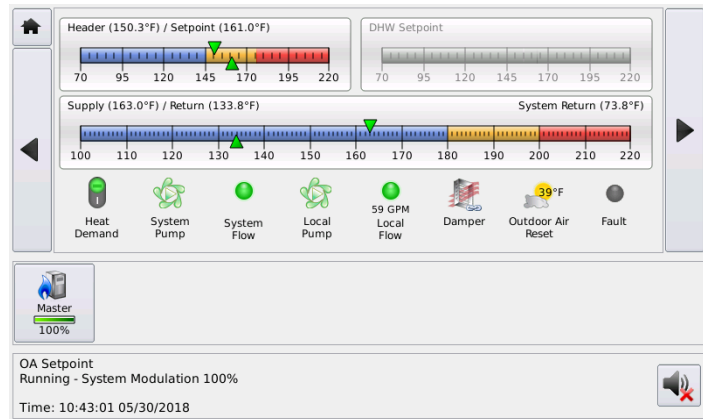 Header (150.3°F) / Setpoint (161.0°F)
70 95 120 145 170 195 220
DHW Setpoint
70 95 120 145 170 195 220
Supply (163.0°F) / Return (133.8°F) System Return (73.8°F)
100 110 120 130 140 150 160 170 180 190 200 210 220
Heat Demand
System Pump
System Flow
Local Pump
59 GPM
Local Flow
Damper
39°F
Outdoor Air Reset
Fault
Master
100%
OA Setpoint
Running - System Modulation 100%
Time: 10:43:01 05/30/2018